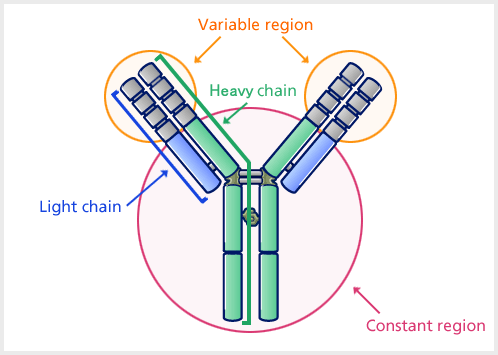 Variable region
Heavy chain
Light chain
Constant region